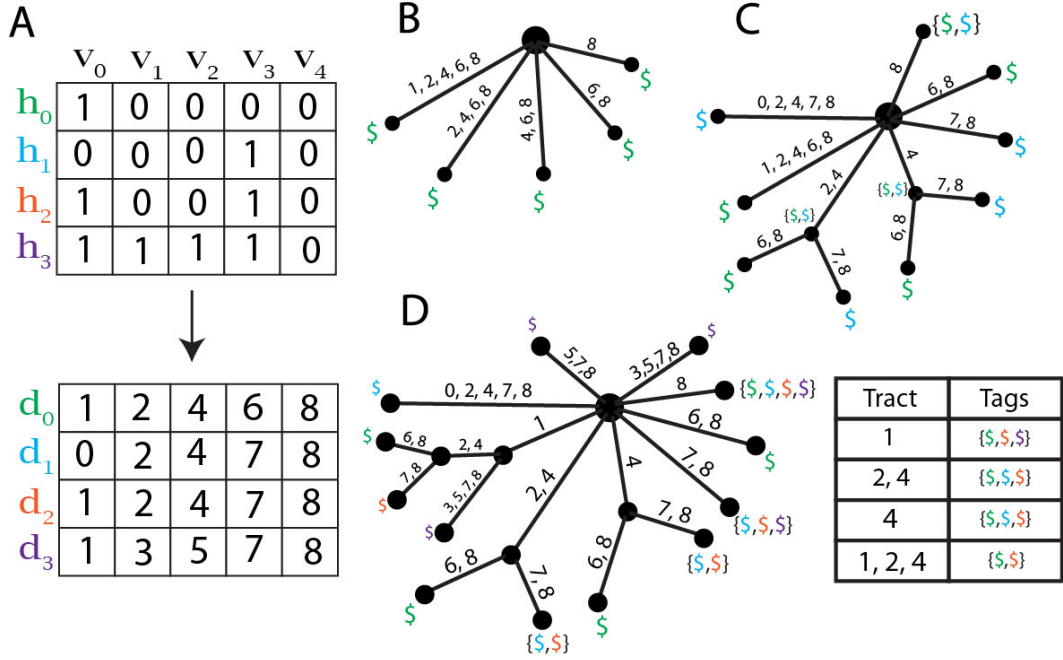 A
v0 v1 v2 v3 v4
h0 1 0 0 0 0
h1 0 0 0 1 0
h2 1 0 0 1 0
h3 1 1 1 1 0
d0 1 2 4 6 8
d1 0 2 4 7 8
d2 1 2 4 7 8
d3 1 3 5 7 8
B
8
1, 2, 4, 6, 8
2, 4, 6, 8
4, 6, 8
6, 8
$
$
$
$
$
C
{$,$}
8
6, 8
$
0, 2, 4, 7, 8
$
7, 8
$
1, 2, 4, 6, 8
$
2, 4
4
{$,$}
{$,$}
7, 8
$
6, 8
$
6, 8
$
7, 8
$
D
$
5,7,8
$
3,5,7,8
8
{$,$,$,$}
$
0, 2, 4, 7, 8
1
6, 8
$
$
6, 8
2, 4
7, 8
$
3, 5, 7, 8
$
2, 4
4
7, 8
{$,$,$}
7, 8
{$,$}
6, 8
$
6, 8
$
7, 8
{$,$}
Tract Tags
1 {$,$,$}
2, 4 {$,$,$}
4 {$,$,$}
1, 2, 4 {$,$}